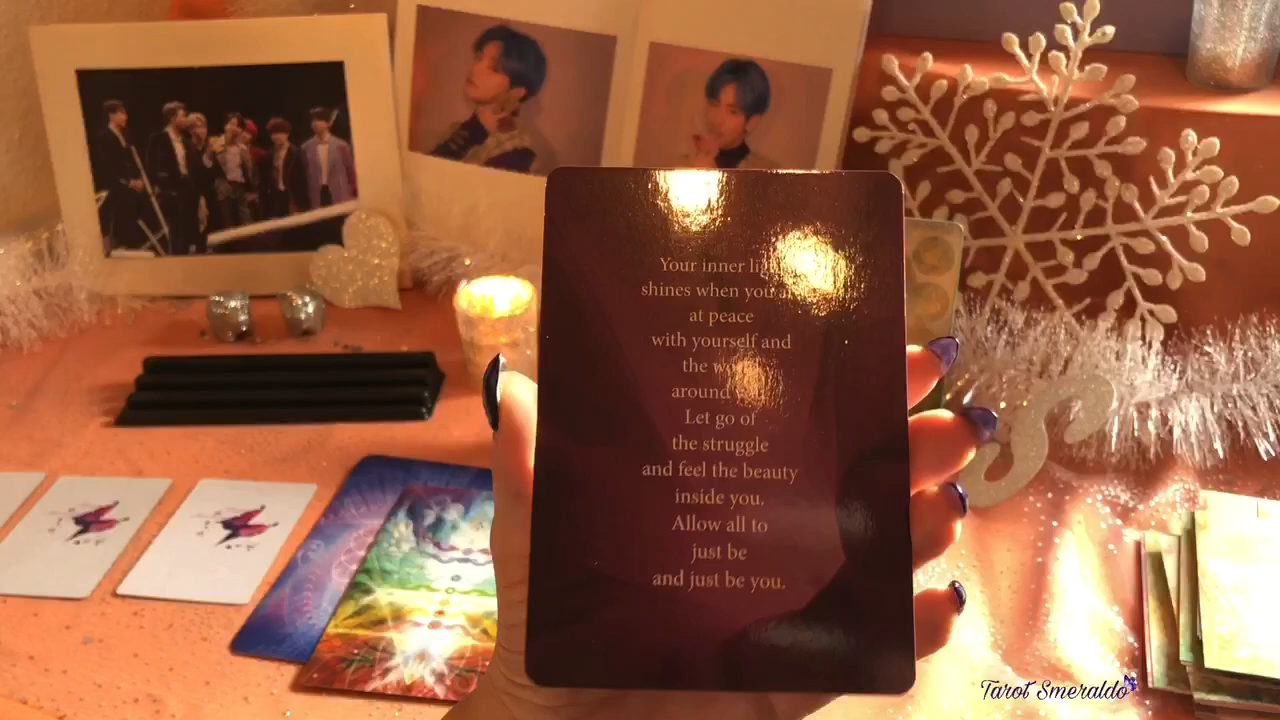 Your inner
shines when you
at peace
with yourself and
the
around
Let go of
the struggle
and feel the beauty
inside you.
Allow all to
just be
and just be you.
Tarot Smeraldo